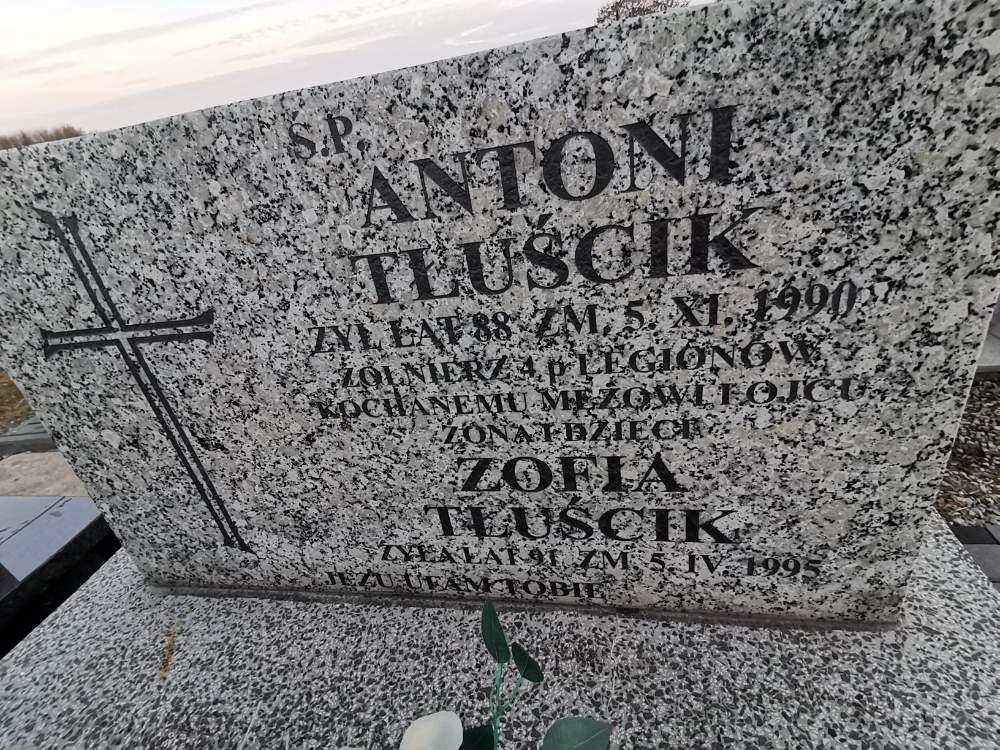 Ś.P.
ANTONI
TŁUŚCIK
ŻYŁ LAT 88 ZM. 5. XI. 1990
ŻOŁNIERZ 4 p LEGIONÓW
KOCHANEMU MĘŻOWI I OJCU
ŻONA I DZIECI
ZOFIA
TŁUŚCIK
ŻYŁA LAT 91 ZM. 5. IV. 1995
JEZU UFAM TOBIE